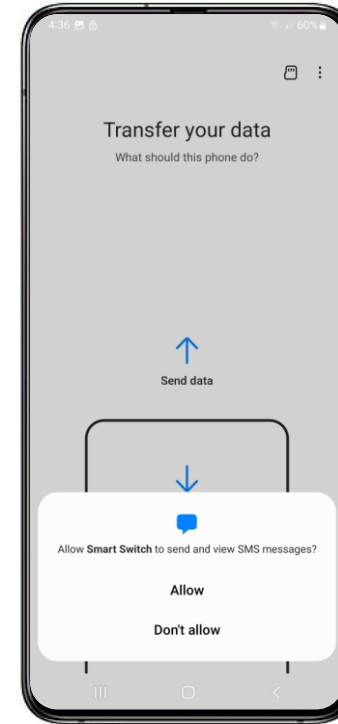 4:36 60%
Transfer your data
What should this phone do?
Send data
Allow Smart Switch to send and view SMS messages?
Allow
Don't allow